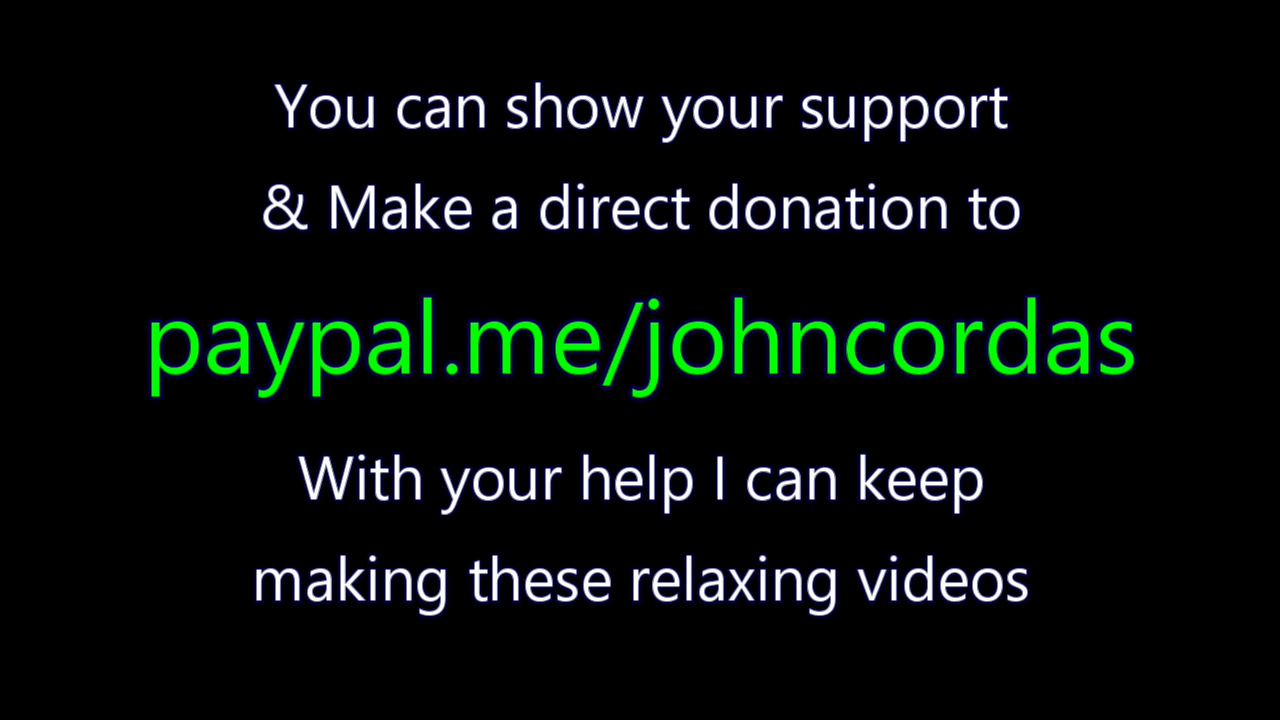 You can show your support
& Make a direct donation to
paypal.me/johncordas
With your help I can keep
making these relaxing videos